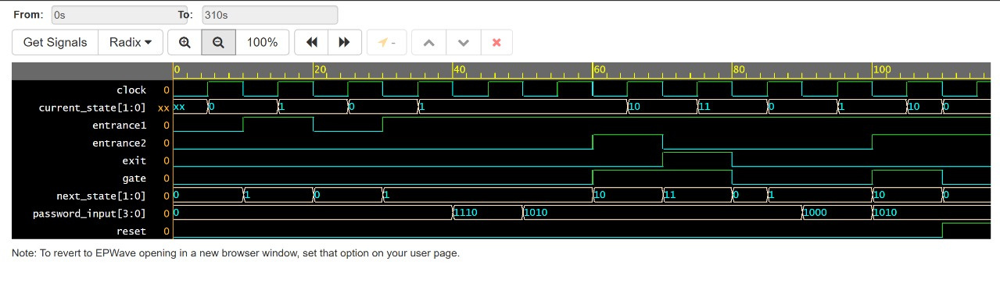 From: 0s To: 310s
Get Signals Radix 100% -
0 20 40 60 80 100
clock 0
current_state[1:0] xx xx 0 1 0 1 10 11 0 1 10 0
entrance1 0
entrance2 0
exit 0
gate 0
next_state[1:0] 0 0 1 0 1 10 11 0 1 10 0
password_input[3:0] 0 0 1110 1010 1000 1010
reset 0
Note: To revert to EPWave opening in a new browser window, set that option on your user page.